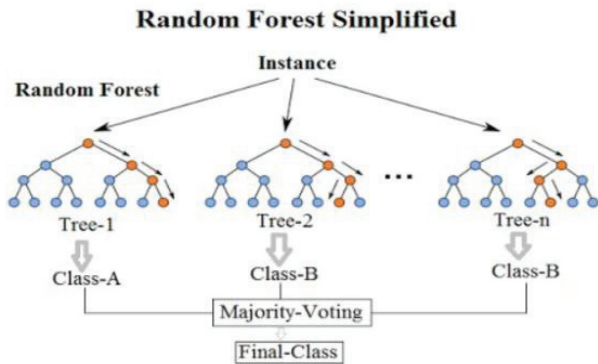 Random Forest Simplified
Instance
Random Forest
...
Tree-1 Tree-2 Tree-n
Class-A Class-B Class-B
Majority-Voting
Final-Class